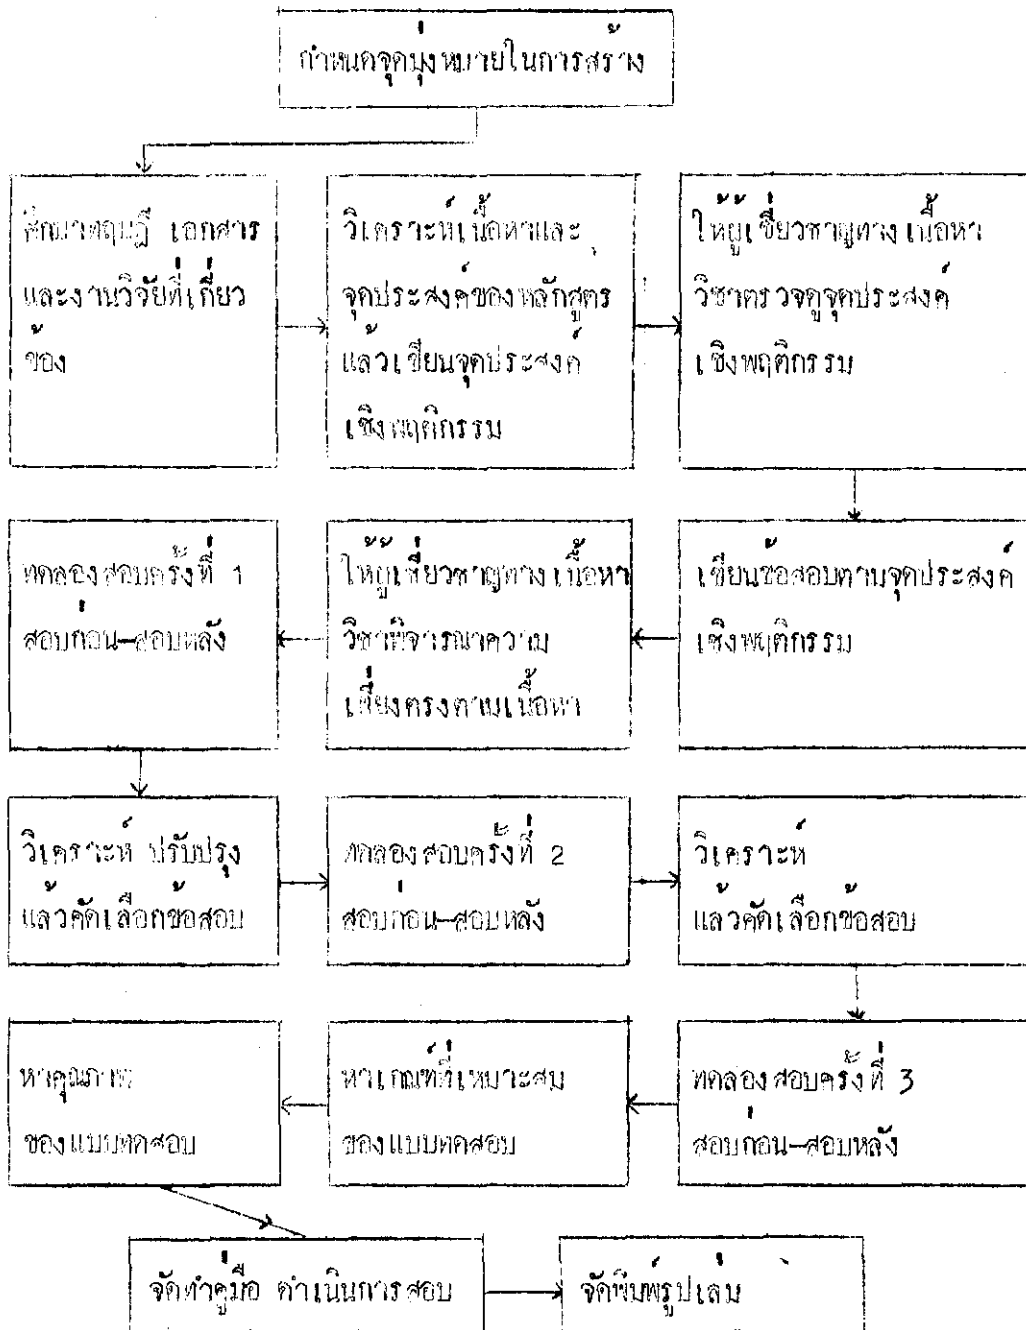 กำหนดจุดมุ่งหมายในการสร้าง
ศึกษาทฤษฎี เอกสาร
และงานวิจัยที่เกี่ยว
ข้อง
วิเคราะห์เนื้อหาและ
จุดประสงค์ของหลักสูตร
แล้วเขียนจุดประสงค์
เชิงพฤติกรรม
ให้ผู้เชี่ยวชาญทางเนื้อหา
วิชาตรวจดูจุดประสงค์
เชิงพฤติกรรม
เขียนข้อสอบตามจุดประสงค์
เชิงพฤติกรรม
ให้ผู้เชี่ยวชาญทางเนื้อหา
วิชาพิจารณาความ
เที่ยงตรงตามเนื้อหา
ทดลองสอบครั้งที่ 1
สอบก่อน-สอบหลัง
วิเคราะห์ ปรับปรุง
แล้วคัดเลือกข้อสอบ
ทดลองสอบครั้งที่ 2
สอบก่อน-สอบหลัง
วิเคราะห์
แล้วคัดเลือกข้อสอบ
ทดลองสอบครั้งที่ 3
สอบก่อน-สอบหลัง
หาเกณฑ์ที่เหมาะสม
ของแบบทดสอบ
หาคุณภาพ
ของแบบทดสอบ
จัดทำคู่มือ ดำเนินการสอบ
จัดพิมพ์รูปเล่ม